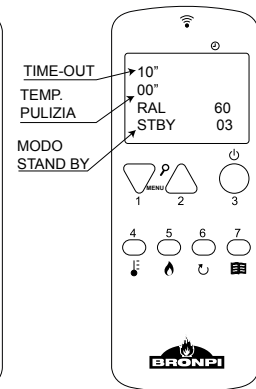 TIME-OUT
TEMP.
PULIZIA
MODO
STAND BY
10"
00"
RAL 60
STBY 03
MENU
1 2 3
4 5 6 7
BRONPI